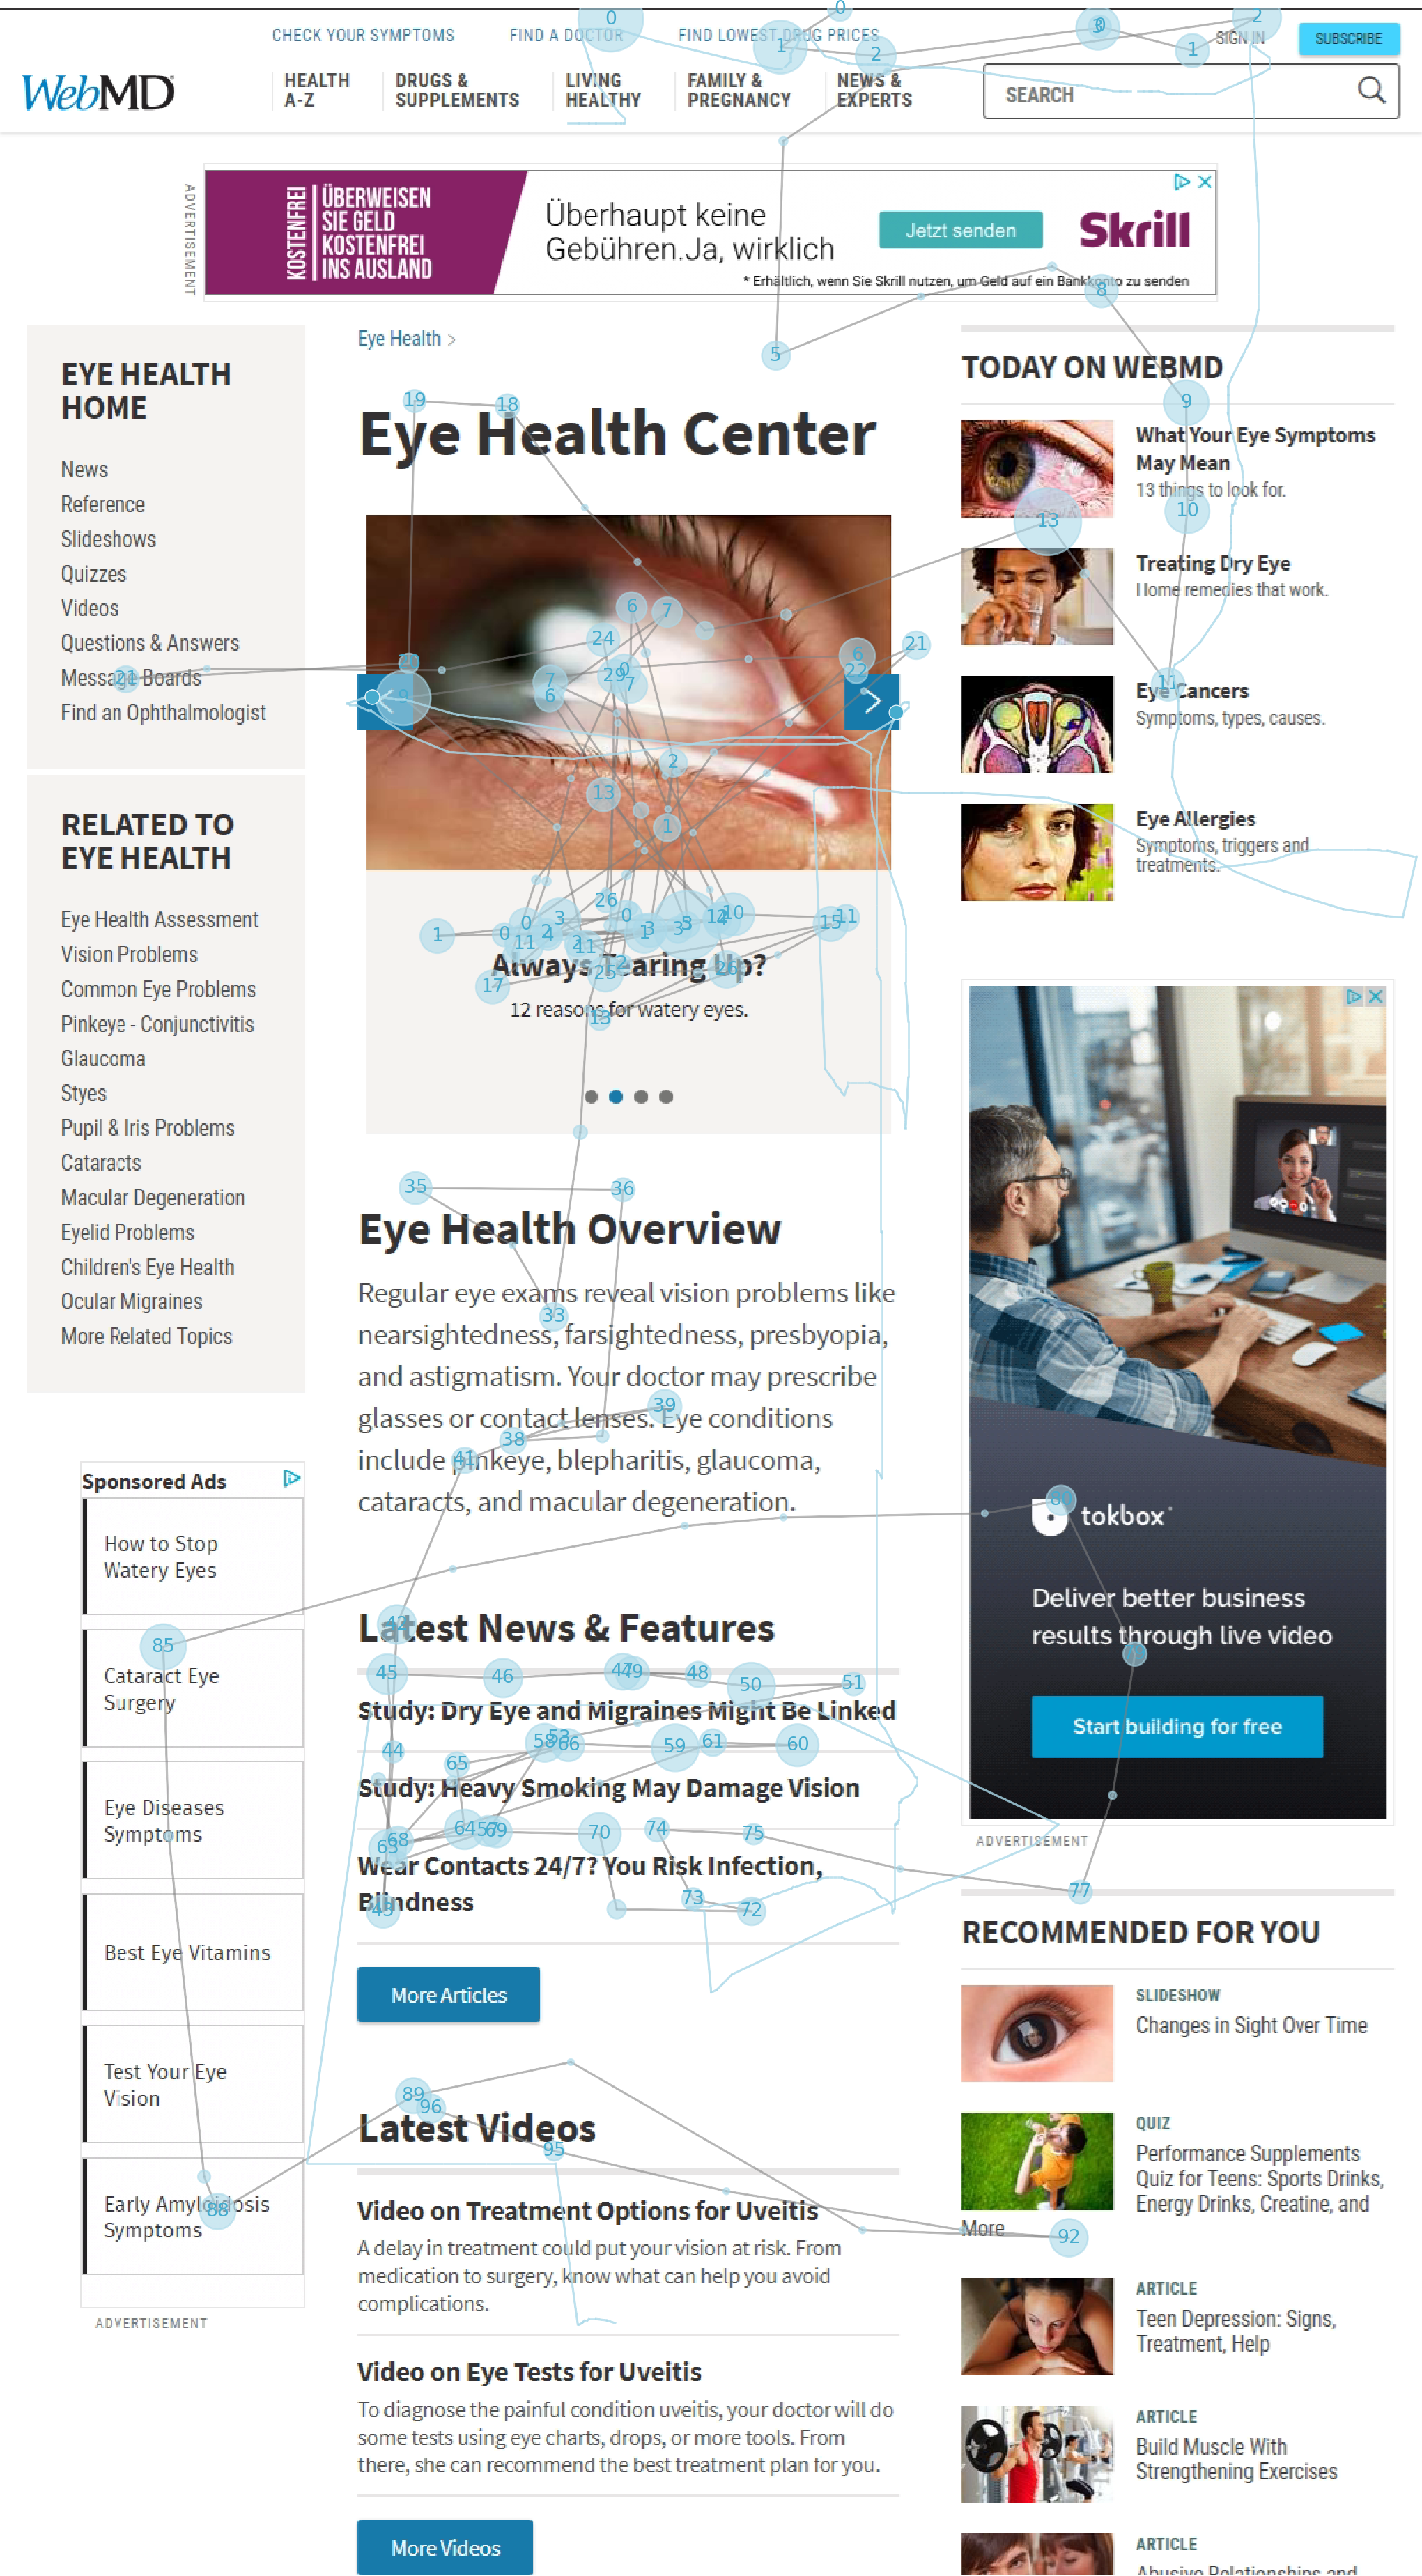 CHECK YOUR SYMPTOMS
FIND A DOCTOR
FIND LOWEST DRUG PRICES
SIGN IN
SUBSCRIBE
WebMD
HEALTH
A-Z
DRUGS &
SUPPLEMENTS
LIVING
HEALTHY
FAMILY &
PREGNANCY
NEWS &
EXPERTS
SEARCH
ADVERTISEMENT
KOSTENFREI
ÜBERWEISEN
SIE GELD
KOSTENFREI
INS AUSLAND
Überhaupt keine
Gebühren.Ja, wirklich
Jetzt senden
Skrill
* Erhältlich, wenn Sie Skrill nutzen, um Geld auf ein Bankkonto zu senden
EYE HEALTH
HOME
News
Reference
Slideshows
Quizzes
Videos
Questions & Answers
Message Boards
Find an Ophthalmologist
RELATED TO
EYE HEALTH
Eye Health Assessment
Vision Problems
Common Eye Problems
Pinkeye - Conjunctivitis
Glaucoma
Styes
Pupil & Iris Problems
Cataracts
Macular Degeneration
Eyelid Problems
Children's Eye Health
Ocular Migraines
More Related Topics
Sponsored Ads
How to Stop
Watery Eyes
Cataract Eye
Surgery
Eye Diseases
Symptoms
Best Eye Vitamins
Test Your Eye
Vision
Early Amyloidosis
Symptoms
ADVERTISEMENT
Eye Health >
Eye Health Center
Always Tearing Up?
12 reasons for watery eyes.
Eye Health Overview
Regular eye exams reveal vision problems like
nearsightedness, farsightedness, presbyopia,
and astigmatism. Your doctor may prescribe
glasses or contact lenses. Eye conditions
include pinkeye, blepharitis, glaucoma,
cataracts, and macular degeneration.
Latest News & Features
Study: Dry Eye and Migraines Might Be Linked
Study: Heavy Smoking May Damage Vision
Wear Contacts 24/7? You Risk Infection,
Blindness
More Articles
Latest Videos
Video on Treatment Options for Uveitis
A delay in treatment could put your vision at risk. From
medication to surgery, know what can help you avoid
complications.
Video on Eye Tests for Uveitis
To diagnose the painful condition uveitis, your doctor will do
some tests using eye charts, drops, or more tools. From
there, she can recommend the best treatment plan for you.
More Videos
TODAY ON WEBMD
What Your Eye Symptoms
May Mean
13 things to look for.
Treating Dry Eye
Home remedies that work.
Eye Cancers
Symptoms, types, causes.
Eye Allergies
Symptoms, triggers and
treatments.
tokbox
Deliver better business
results through live video
Start building for free
ADVERTISEMENT
RECOMMENDED FOR YOU
SLIDESHOW
Changes in Sight Over Time
QUIZ
Performance Supplements
Quiz for Teens: Sports Drinks,
Energy Drinks, Creatine, and
More
ARTICLE
Teen Depression: Signs,
Treatment, Help
ARTICLE
Build Muscle With
Strengthening Exercises
ARTICLE
Abusive Relationships and